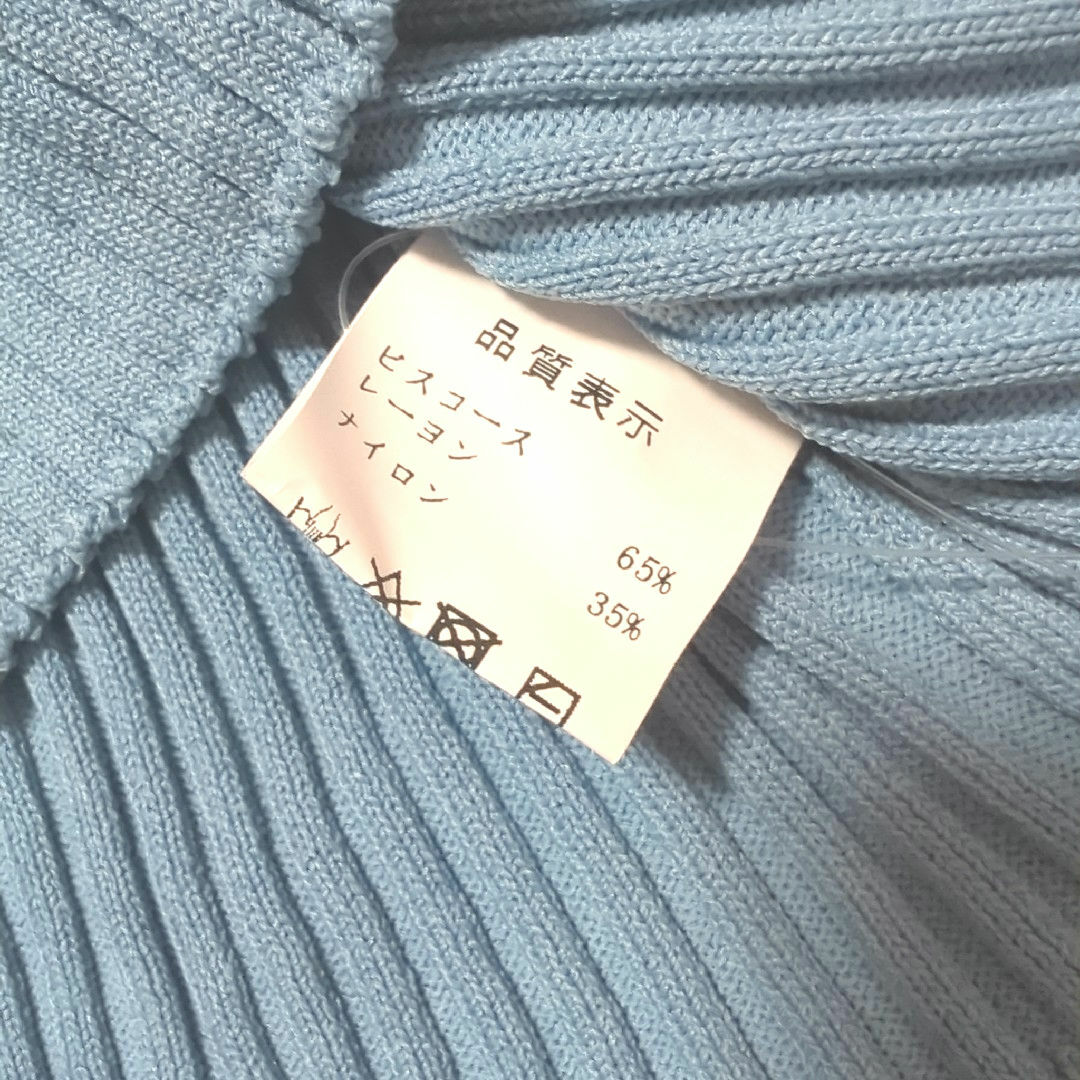 品質表示
ビスコース
レーヨン
ナイロン
65%
35%